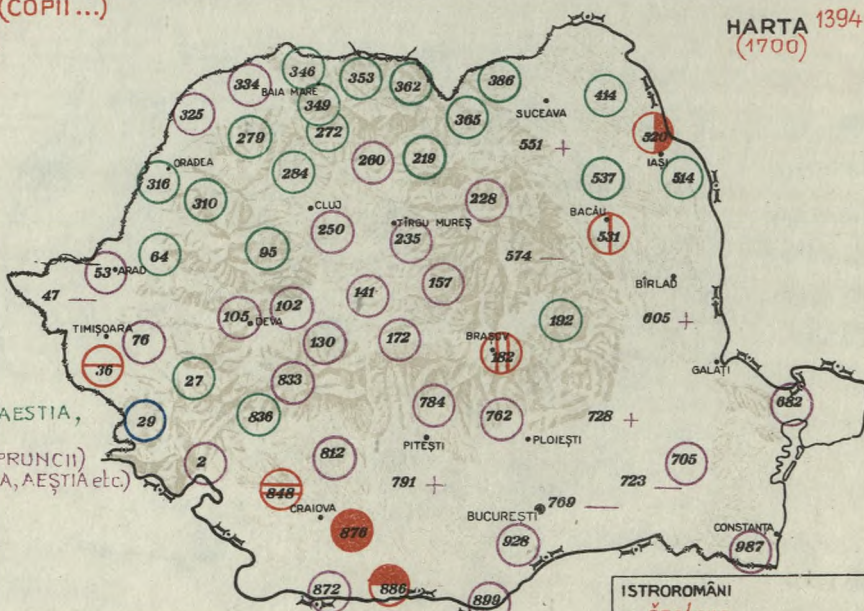 (COPII ...)
HARTA 1394
(1700)
346
353
362
386
334
BAIA MARE
349
414
325
365
SUCEAVA
279
272
551 +
520
IAȘI
260
219
ORADEA
316
284
537
514
310
CLUJ
228
BACĂU
250
TÎRGU MUREȘ
235
531
64
95
574 —
53
ARAD
BÎRLAD
47 —
141
157
102
105
DEVA
192
605 +
TIMIȘOARA
76
130
172
BRAȘOV
182
36
GALAȚI
27
833
AESTIA,
29
836
784
762
728 +
682
PITEȘTI
PLOIEȘTI
PRUNCII)
2
812
705
A, AEȘTIA etc.)
848
791 +
723 —
CRAIOVA
BUCUREȘTI
769 —
876
CONSTANȚA
928
987
872
886
899
ISTROROMÂNI